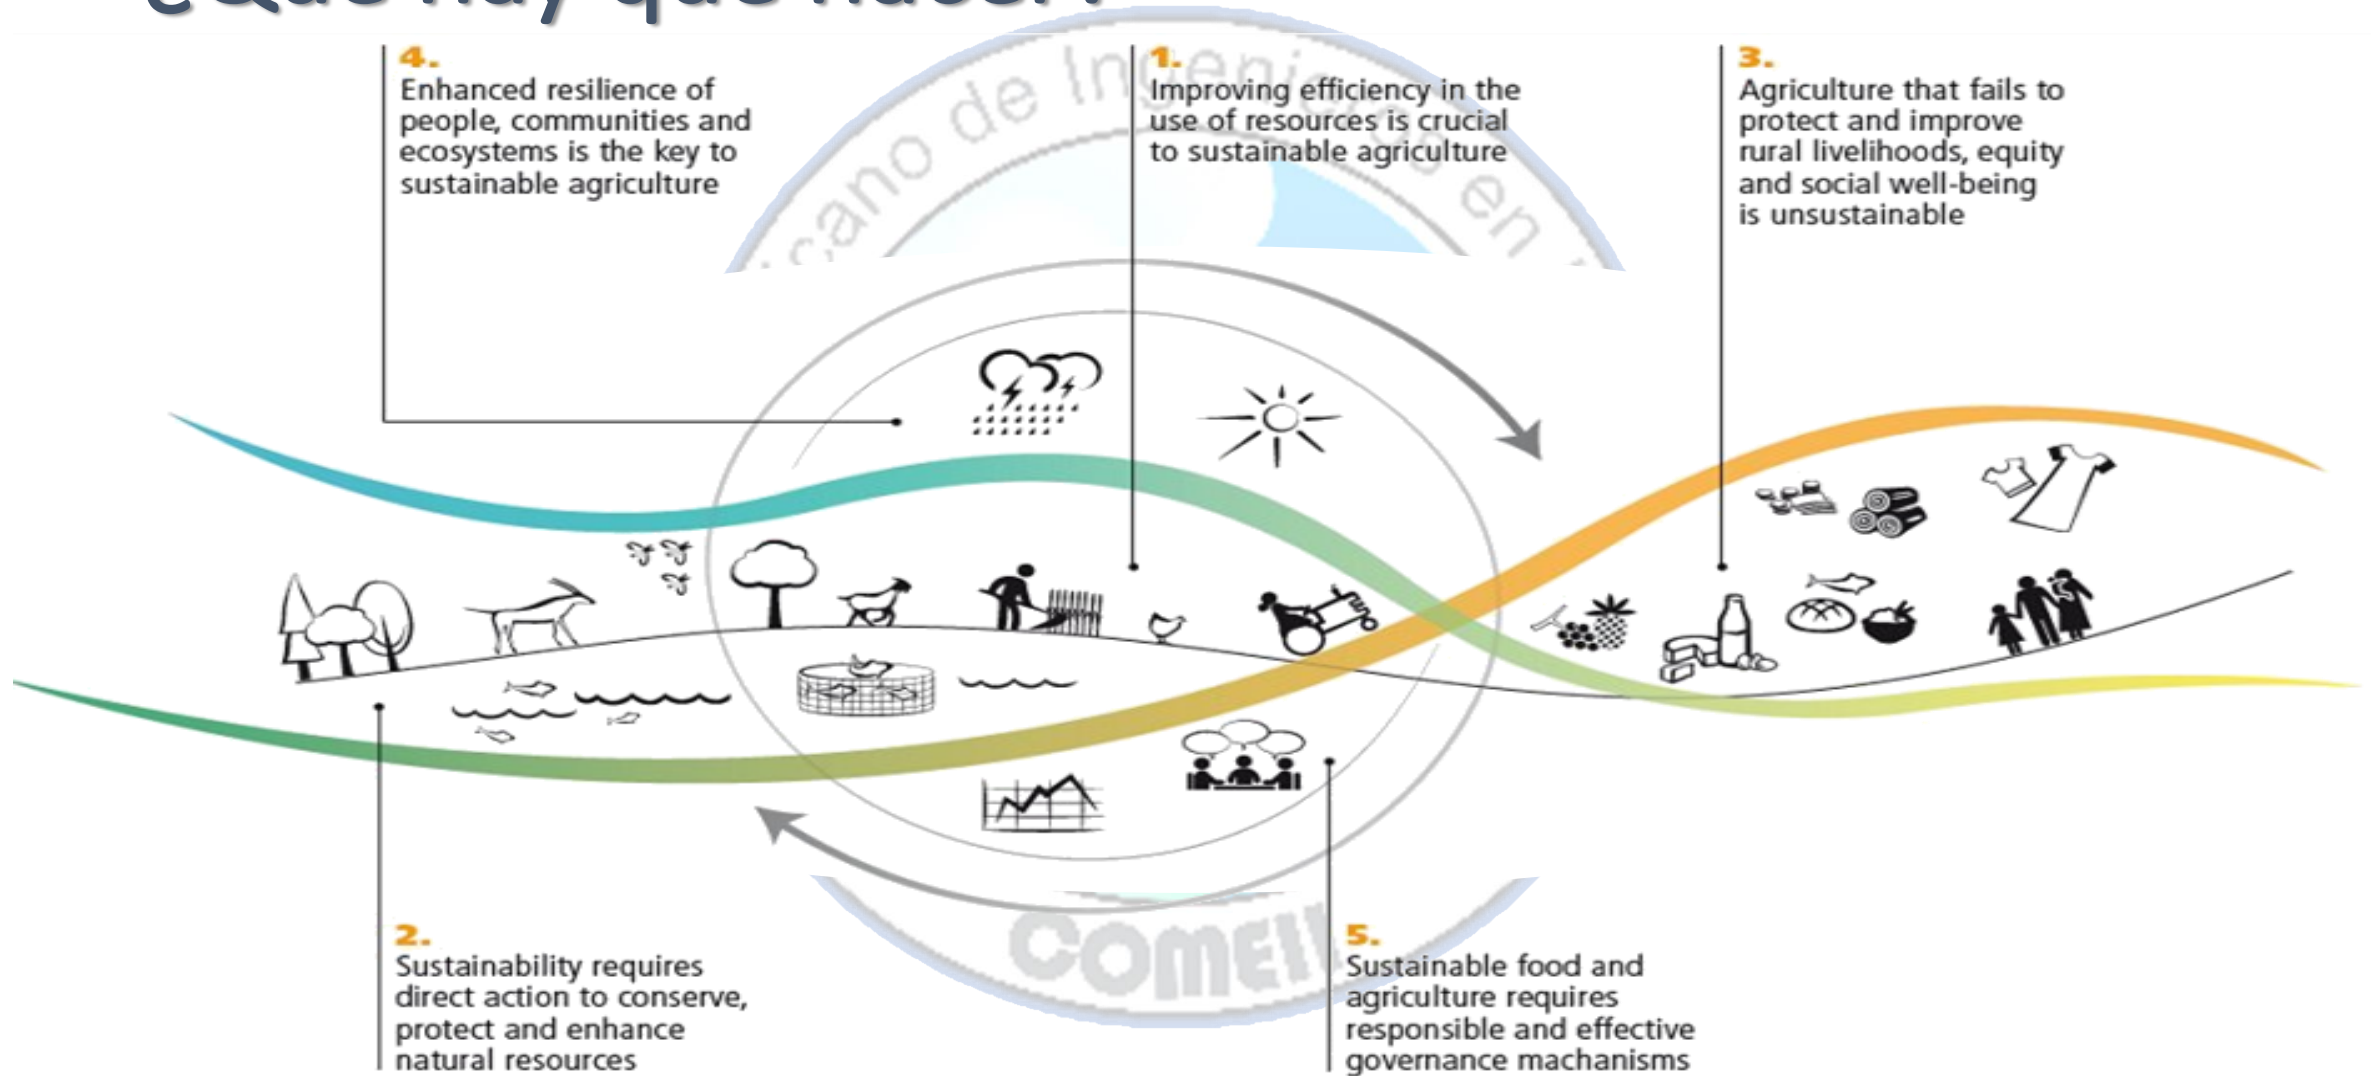 ¿Qué hay que hacer?
4.
Enhanced resilience of
people, communities and
ecosystems is the key to
sustainable agriculture
1.
Improving efficiency in the
use of resources is crucial
to sustainable agriculture
3.
Agriculture that fails to
protect and improve
rural livelihoods, equity
and social well-being
is unsustainable
2.
Sustainability requires
direct action to conserve,
protect and enhance
natural resources
5.
Sustainable food and
agriculture requires
responsible and effective
governance machanisms
de Ingenieros en